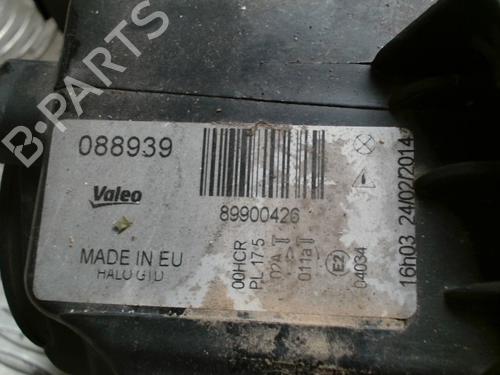 B-PARTS
088939
Valeo
89900426
MADE IN EU
HALO GTD
00HCR
PL 17.5
02A
011a
E2
04034
16h03 24/02/2014